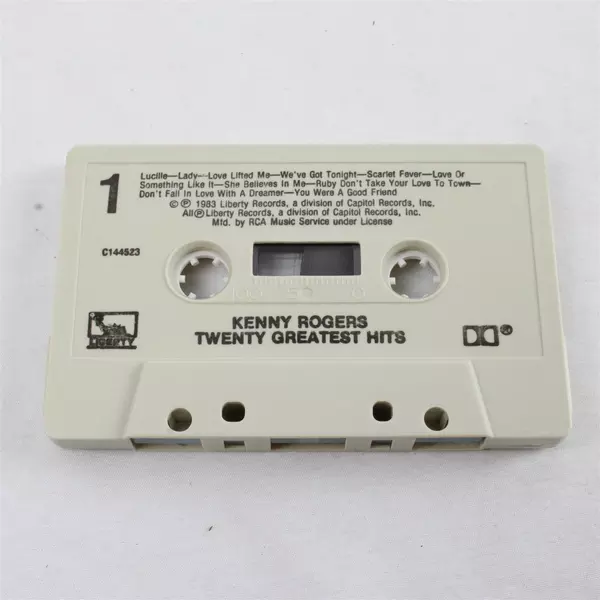 1
Lucille—Lady—Love Lifted Me—We've Got Tonight—Scarlet Fever—Love Or
Something Like It—She Believes In Me—Ruby Don't Take Your Love To Town—
Don't Fall In Love With A Dreamer—You Were A Good Friend
© ℗ 1983 Liberty Records, a division of Capitol Records, Inc.
All ℗ Liberty Records, a division of Capitol Records, Inc.
Mfd. by RCA Music Service under License
C144523
KENNY ROGERS
TWENTY GREATEST HITS
LIBERTY
®